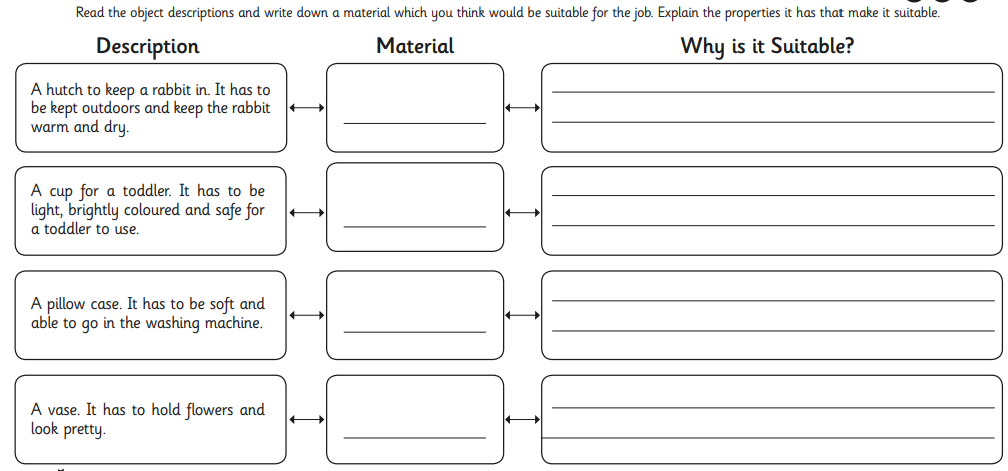 Read the object descriptions and write down a material which you think would be suitable for the job. Explain the properties it has that make it suitable.
Description
Material
Why is it Suitable?
A hutch to keep a rabbit in. It has to
be kept outdoors and keep the rabbit
warm and dry.
A cup for a toddler. It has to be
light, brightly coloured and safe for
a toddler to use.
A pillow case. It has to be soft and
able to go in the washing machine.
A vase. It has to hold flowers and
look pretty.